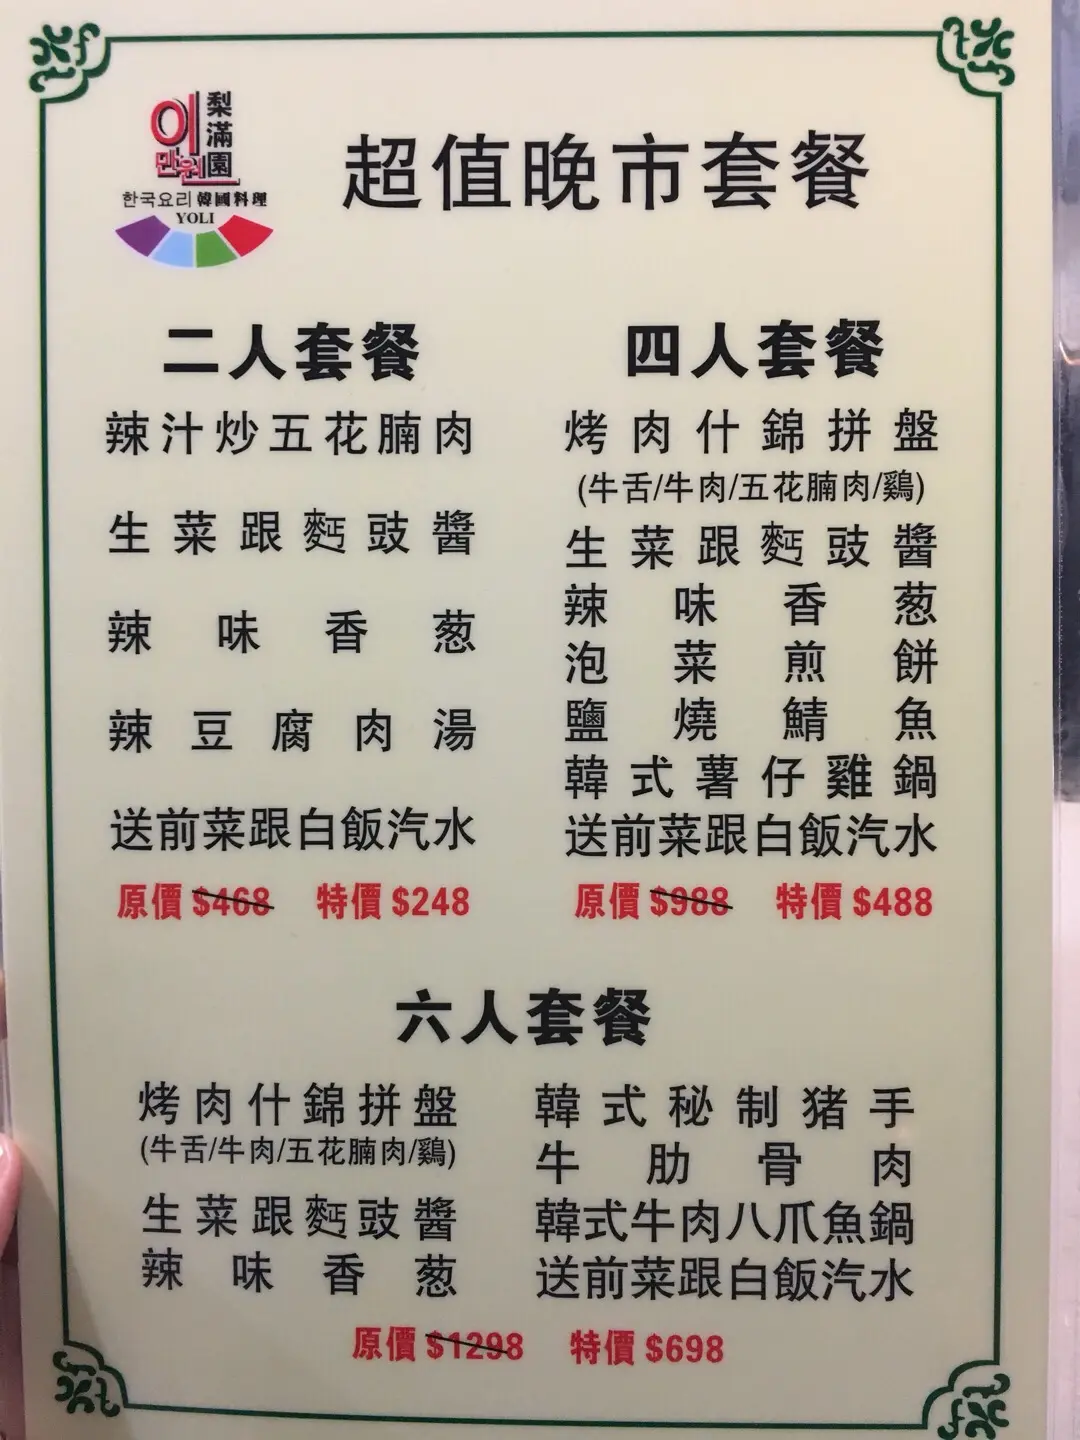 이만원
梨滿園
한국요리 韓國料理
YOLI
超值晚市套餐
二人套餐
辣汁炒五花腩肉
生菜跟麫豉醬
辣味香葱
辣豆腐肉湯
送前菜跟白飯汽水
原價 $468 特價 $248
四人套餐
烤肉什錦拼盤
(牛舌/牛肉/五花腩肉/鷄)
生菜跟麫豉醬
辣味香葱
泡菜煎餅
鹽燒鯖魚
韓式薯仔雞鍋
送前菜跟白飯汽水
原價 $988 特價 $488
六人套餐
烤肉什錦拼盤
(牛舌/牛肉/五花腩肉/鷄)
生菜跟麫豉醬
辣味香葱
韓式秘制猪手
牛肋骨肉
韓式牛肉八爪魚鍋
送前菜跟白飯汽水
原價 $1298 特價 $698